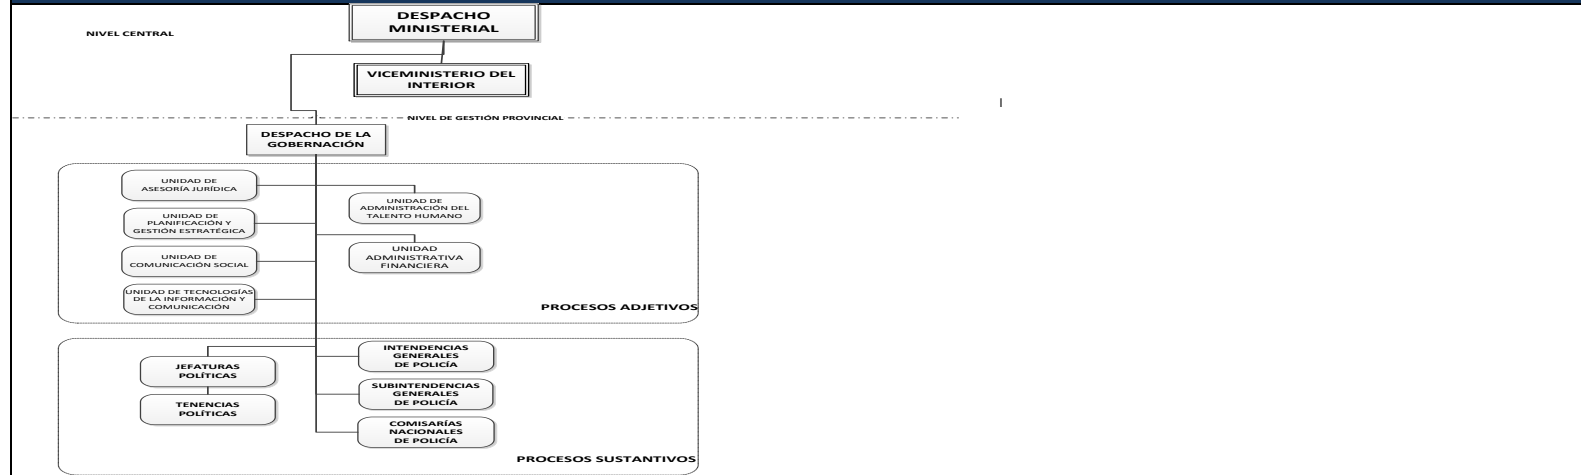 DESPACHO
MINISTERIAL
NIVEL CENTRAL
VICEMINISTERIO DEL
INTERIOR
NIVEL DE GESTIÓN PROVINCIAL
DESPACHO DE LA
GOBERNACIÓN
UNIDAD DE
ASESORÍA JURÍDICA
UNIDAD DE
ADMINISTRACIÓN DEL
TALENTO HUMANO
UNIDAD DE
PLANIFICACIÓN Y
GESTIÓN ESTRATÉGICA
UNIDAD
ADMINISTRATIVA
FINANCIERA
UNIDAD DE
COMUNICACIÓN SOCIAL
UNIDAD DE TECNOLOGÍAS
DE LA INFORMACIÓN Y
COMUNICACIÓN
PROCESOS ADJETIVOS
INTENDENCIAS
GENERALES
DE POLICÍA
JEFATURAS
POLÍTICAS
SUBINTENDENCIAS
GENERALES
DE POLICÍA
TENENCIAS
POLÍTICAS
COMISARÍAS
NACIONALES
DE POLICÍA
PROCESOS SUSTANTIVOS